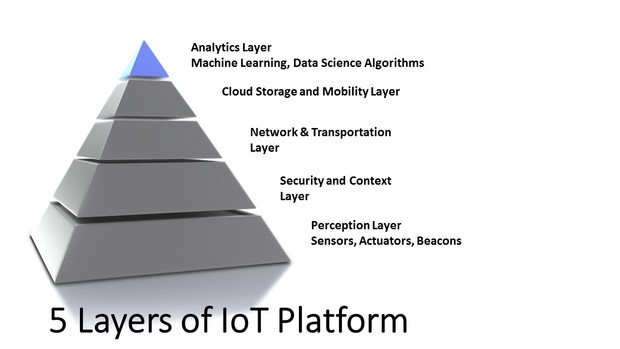 Analytics Layer
Machine Learning, Data Science Algorithms
Cloud Storage and Mobility Layer
Network & Transportation
Layer
Security and Context
Layer
Perception Layer
Sensors, Actuators, Beacons
5 Layers of IoT Platform